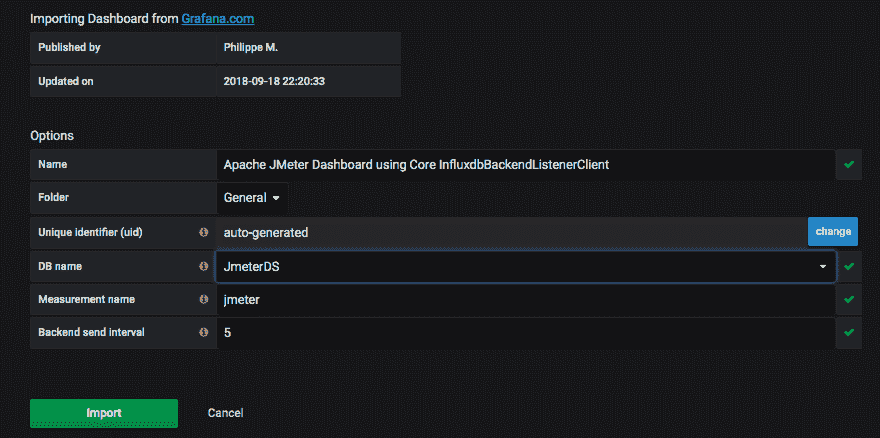 Importing Dashboard from Grafana.com
Published by Philippe M.
Updated on 2018-09-18 22:20:33
Options
Name Apache JMeter Dashboard using Core InfluxdbBackendListenerClient
Folder General
Unique identifier (uid) auto-generated change
DB name JmeterDS
Measurement name jmeter
Backend send interval 5
Import Cancel